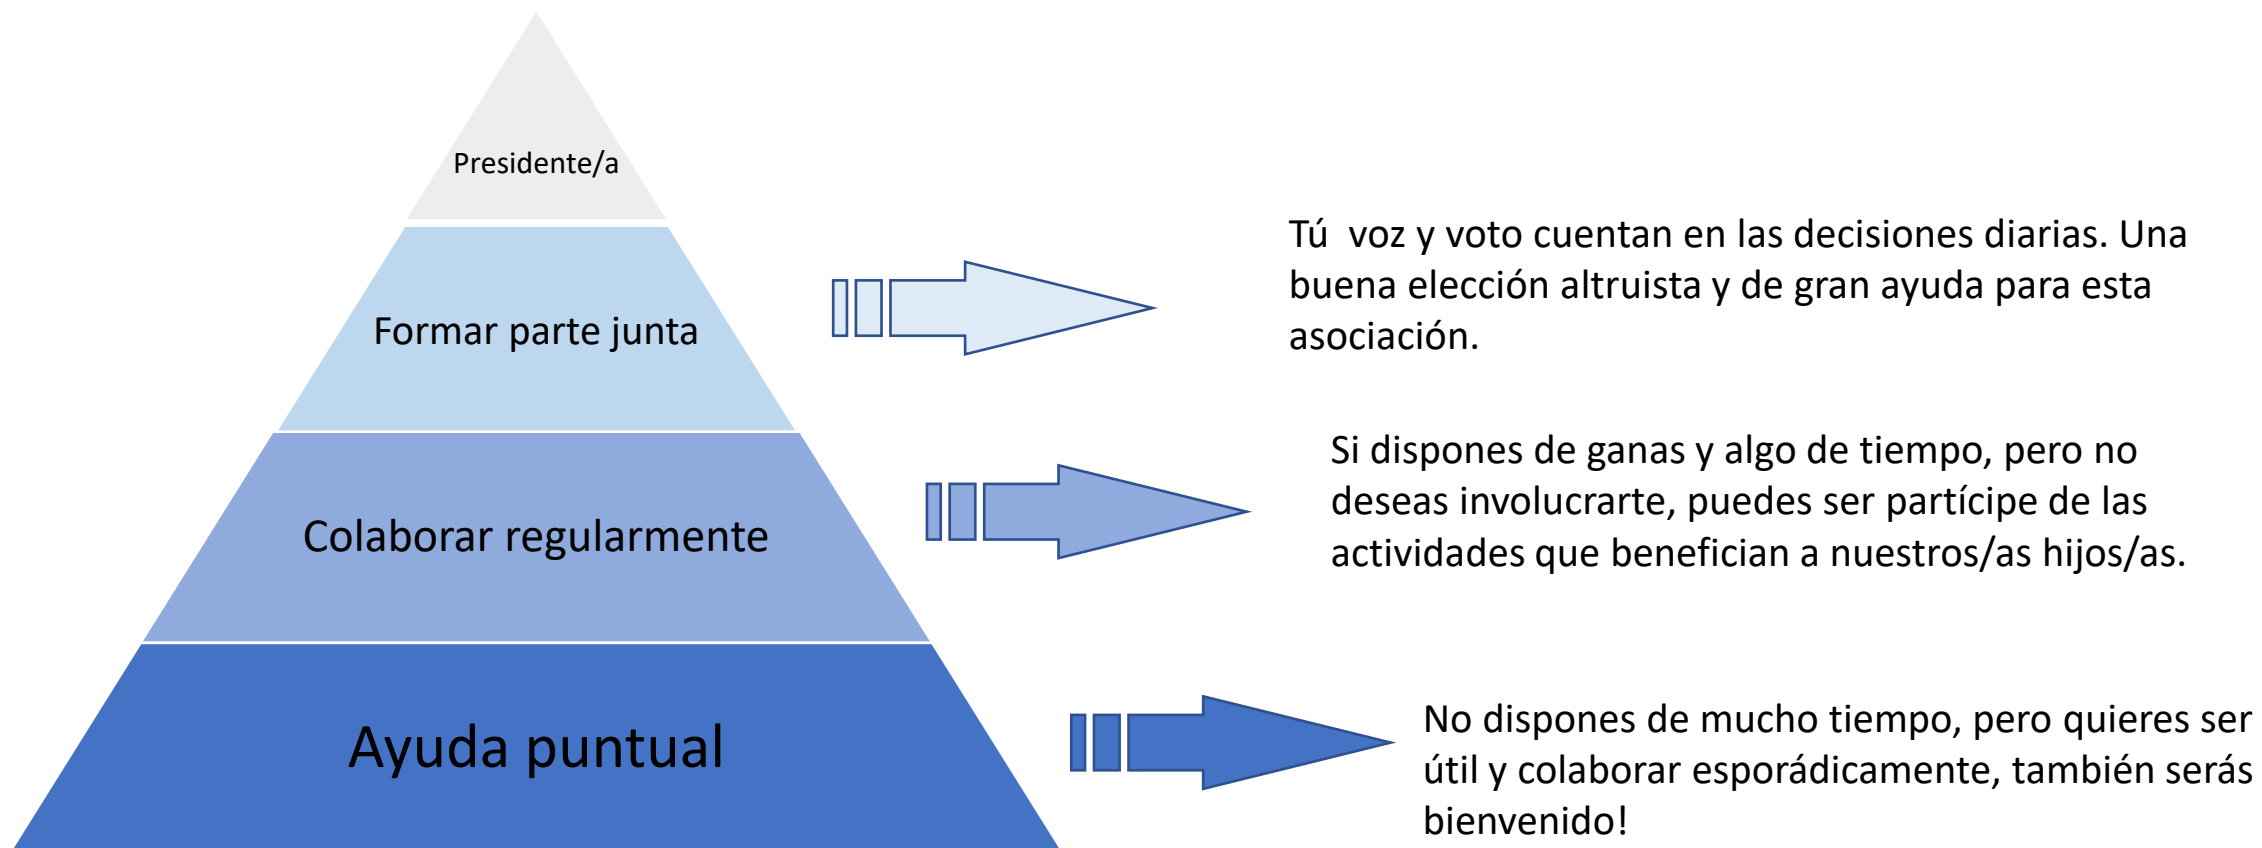 Presidente/a
Tú  voz y voto cuentan en las decisiones diarias. Una
buena elección altruista y de gran ayuda para esta
asociación.
Formar parte junta
Si dispones de ganas y algo de tiempo, pero no
deseas involucrarte, puedes ser partícipe de las
actividades que benefician a nuestros/as hijos/as.
Colaborar regularmente
No dispones de mucho tiempo, pero quieres ser
útil y colaborar esporádicamente, también serás
bienvenido!
Ayuda puntual